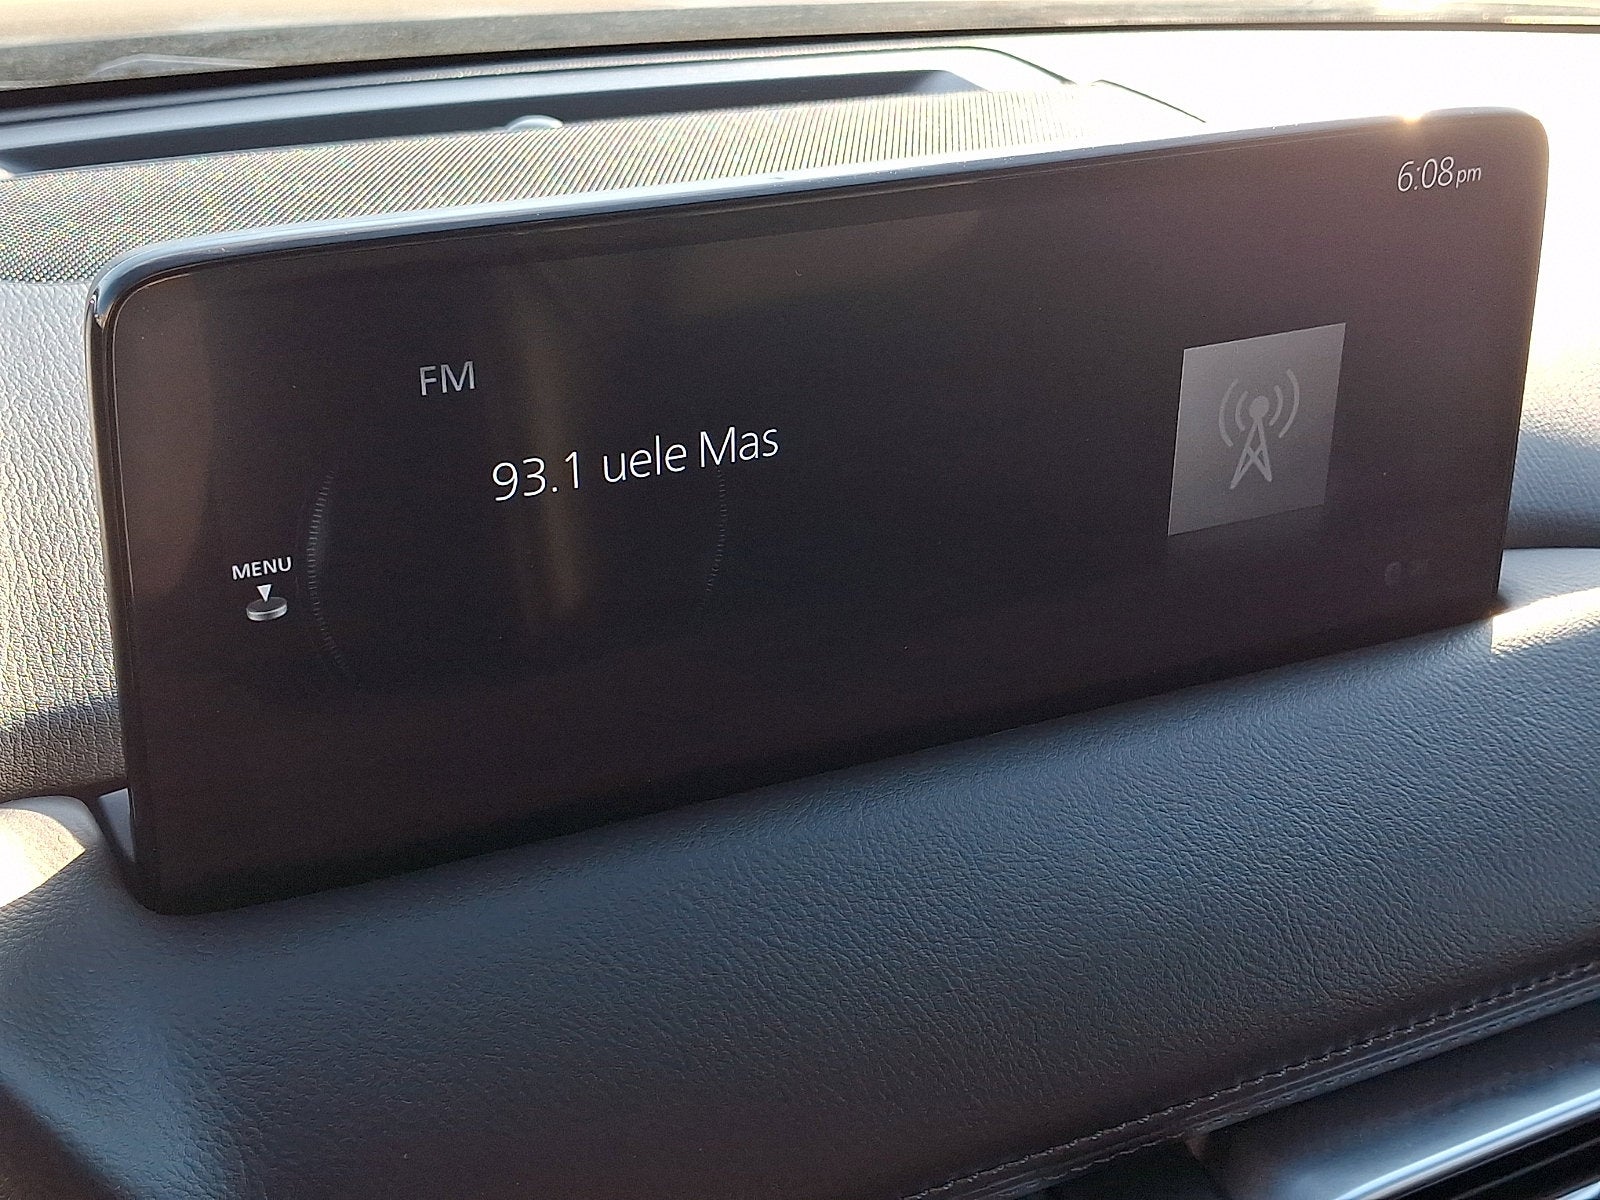 6:08pm
FM
93.1 uele Mas
MENU